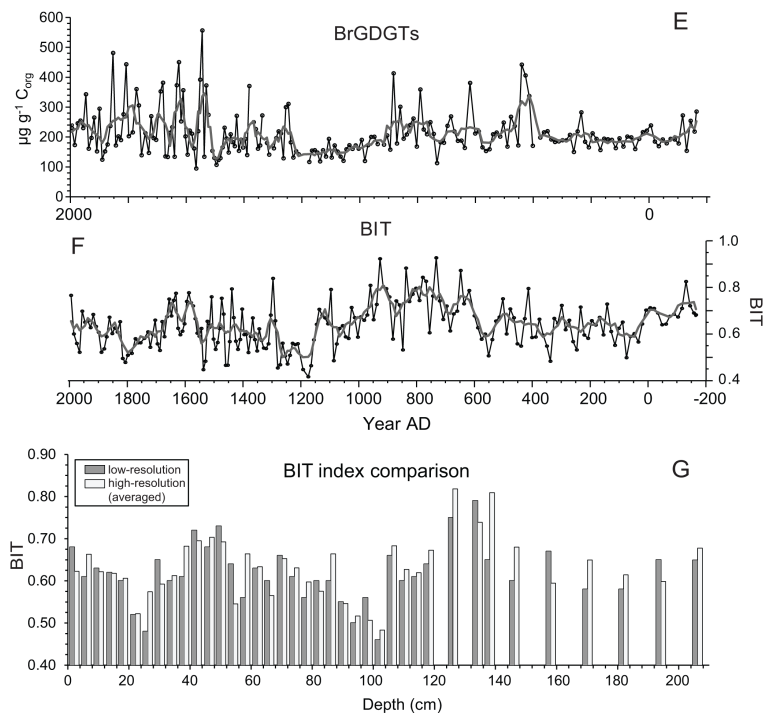 BrGDGTs
E
µg g⁻¹ C_org
600
500
400
300
200
100
0
2000
0
F
BIT
1.0
0.8
0.6
0.4
BIT
2000 1800 1600 1400 1200 1000 800 600 400 200 0 -200
Year AD
G
BIT index comparison
low-resolution
high-resolution
(averaged)
0.90
0.80
0.70
0.60
0.50
0.40
BIT
0 20 40 60 80 100 120 140 160 180 200
Depth (cm)